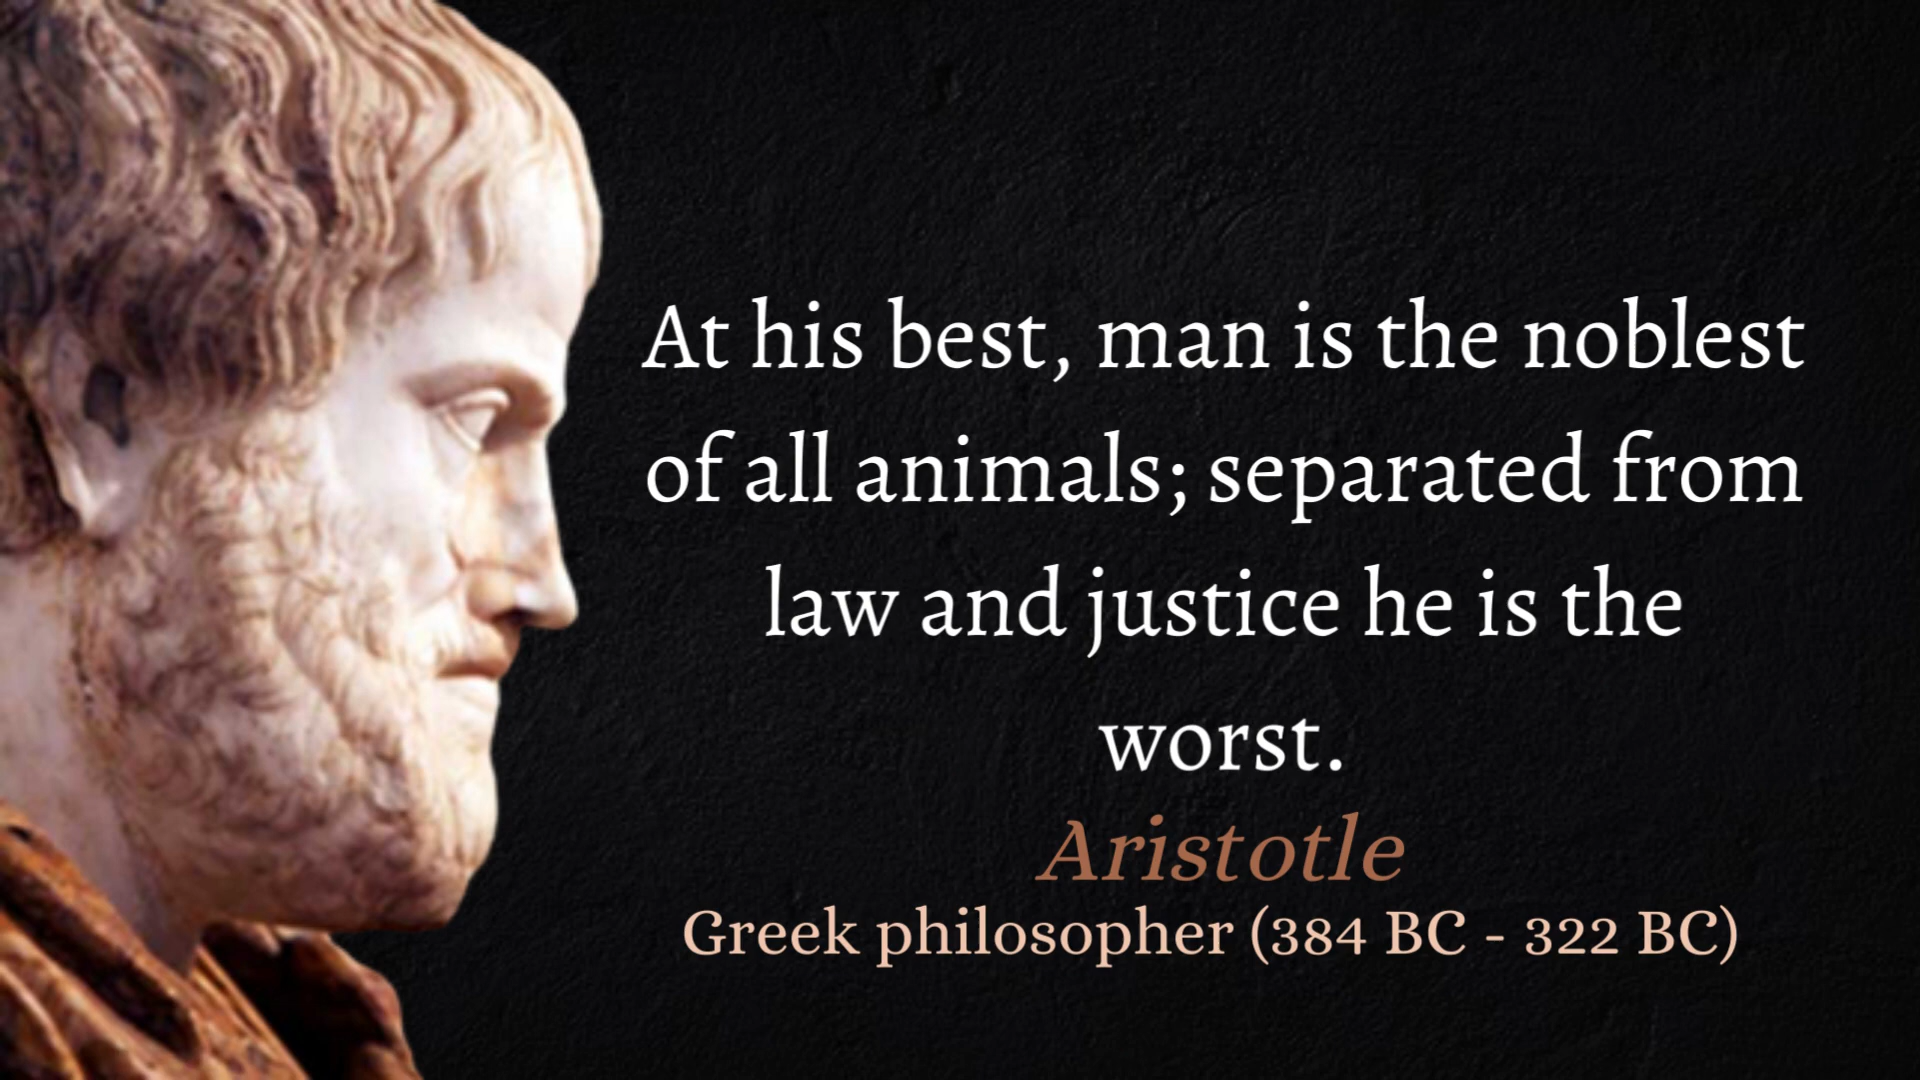 At his best, man is the noblest
of all animals; separated from
law and justice he is the
worst.
Aristotle
Greek philosopher (384 BC - 322 BC)